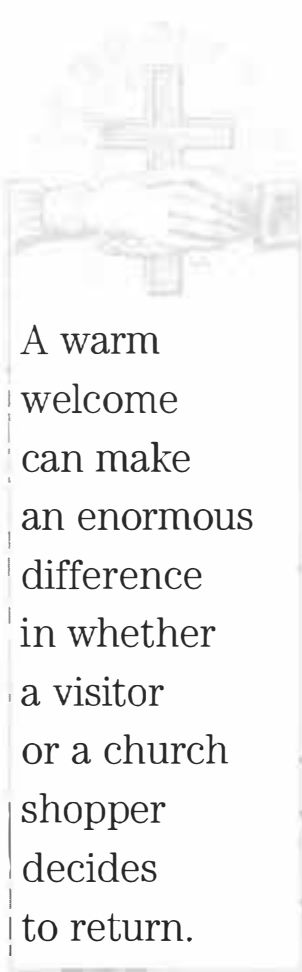 A warm
welcome
can make
an enormous
difference
in whether
a visitor
or a church
shopper
decides
to return.